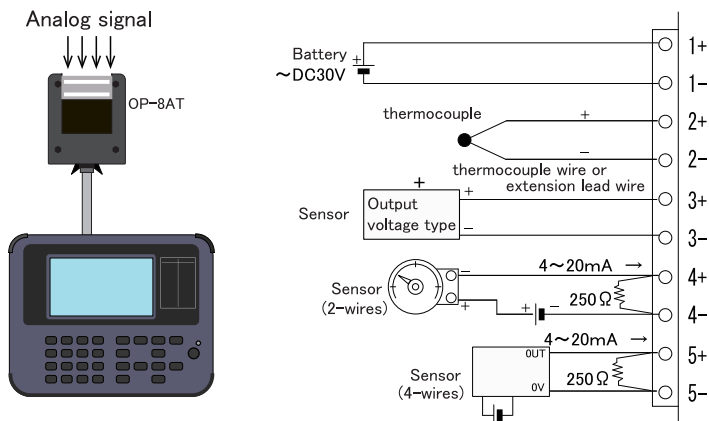 Analog signal
OP-8AT
Battery
～DC30V
+
1+
1-
thermocouple
+
-
2+
2-
thermocouple wire or
extension lead wire
Sensor
+
Output
voltage type
+
-
3+
3-
Sensor
(2-wires)
-
+
+
-
4～20mA →
250Ω
4+
4-
Sensor
(4-wires)
OUT
0V
4～20mA →
250Ω
5+
5-